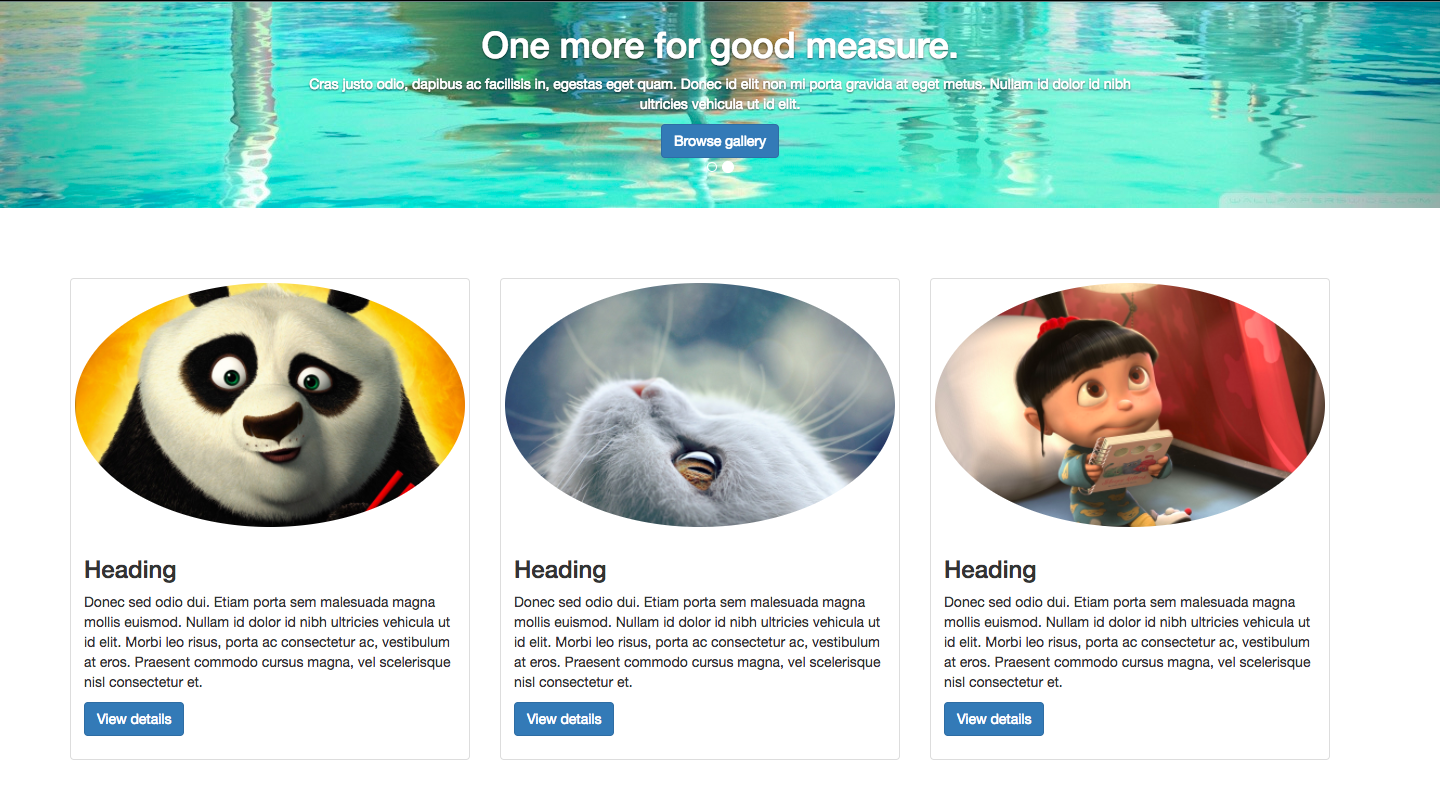 One more for good measure.
Cras justo odio, dapibus ac facilisis in, egestas eget quam. Donec id elit non mi porta gravida at eget metus. Nullam id dolor id nibh
ultricies vehicula ut id elit.
Browse gallery
Heading
Donec sed odio dui. Etiam porta sem malesuada magna
mollis euismod. Nullam id dolor id nibh ultricies vehicula ut
id elit. Morbi leo risus, porta ac consectetur ac, vestibulum
at eros. Praesent commodo cursus magna, vel scelerisque
nisl consectetur et.
View details
Heading
Donec sed odio dui. Etiam porta sem malesuada magna
mollis euismod. Nullam id dolor id nibh ultricies vehicula ut
id elit. Morbi leo risus, porta ac consectetur ac, vestibulum
at eros. Praesent commodo cursus magna, vel scelerisque
nisl consectetur et.
View details
Heading
Donec sed odio dui. Etiam porta sem malesuada magna
mollis euismod. Nullam id dolor id nibh ultricies vehicula ut
id elit. Morbi leo risus, porta ac consectetur ac, vestibulum
at eros. Praesent commodo cursus magna, vel scelerisque
nisl consectetur et.
View details